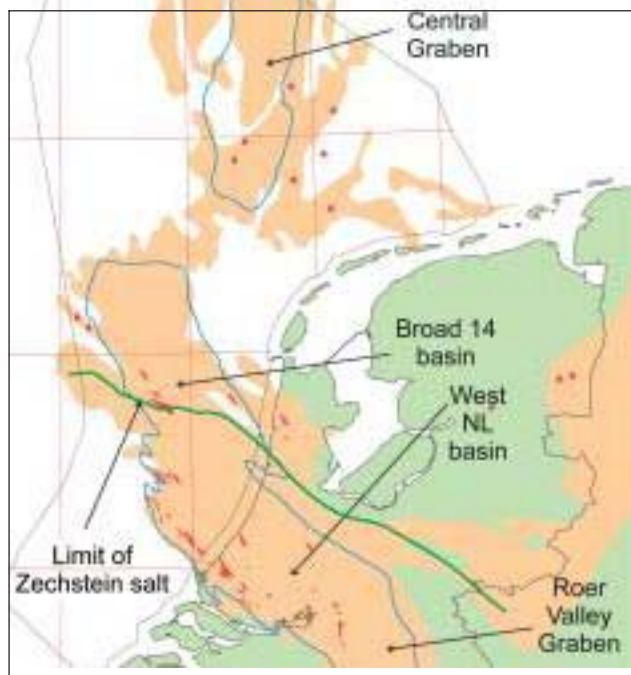 Central
Graben
Broad 14
basin
West
NL
basin
Limit of
Zechstein salt
Roer
Valley
Graben